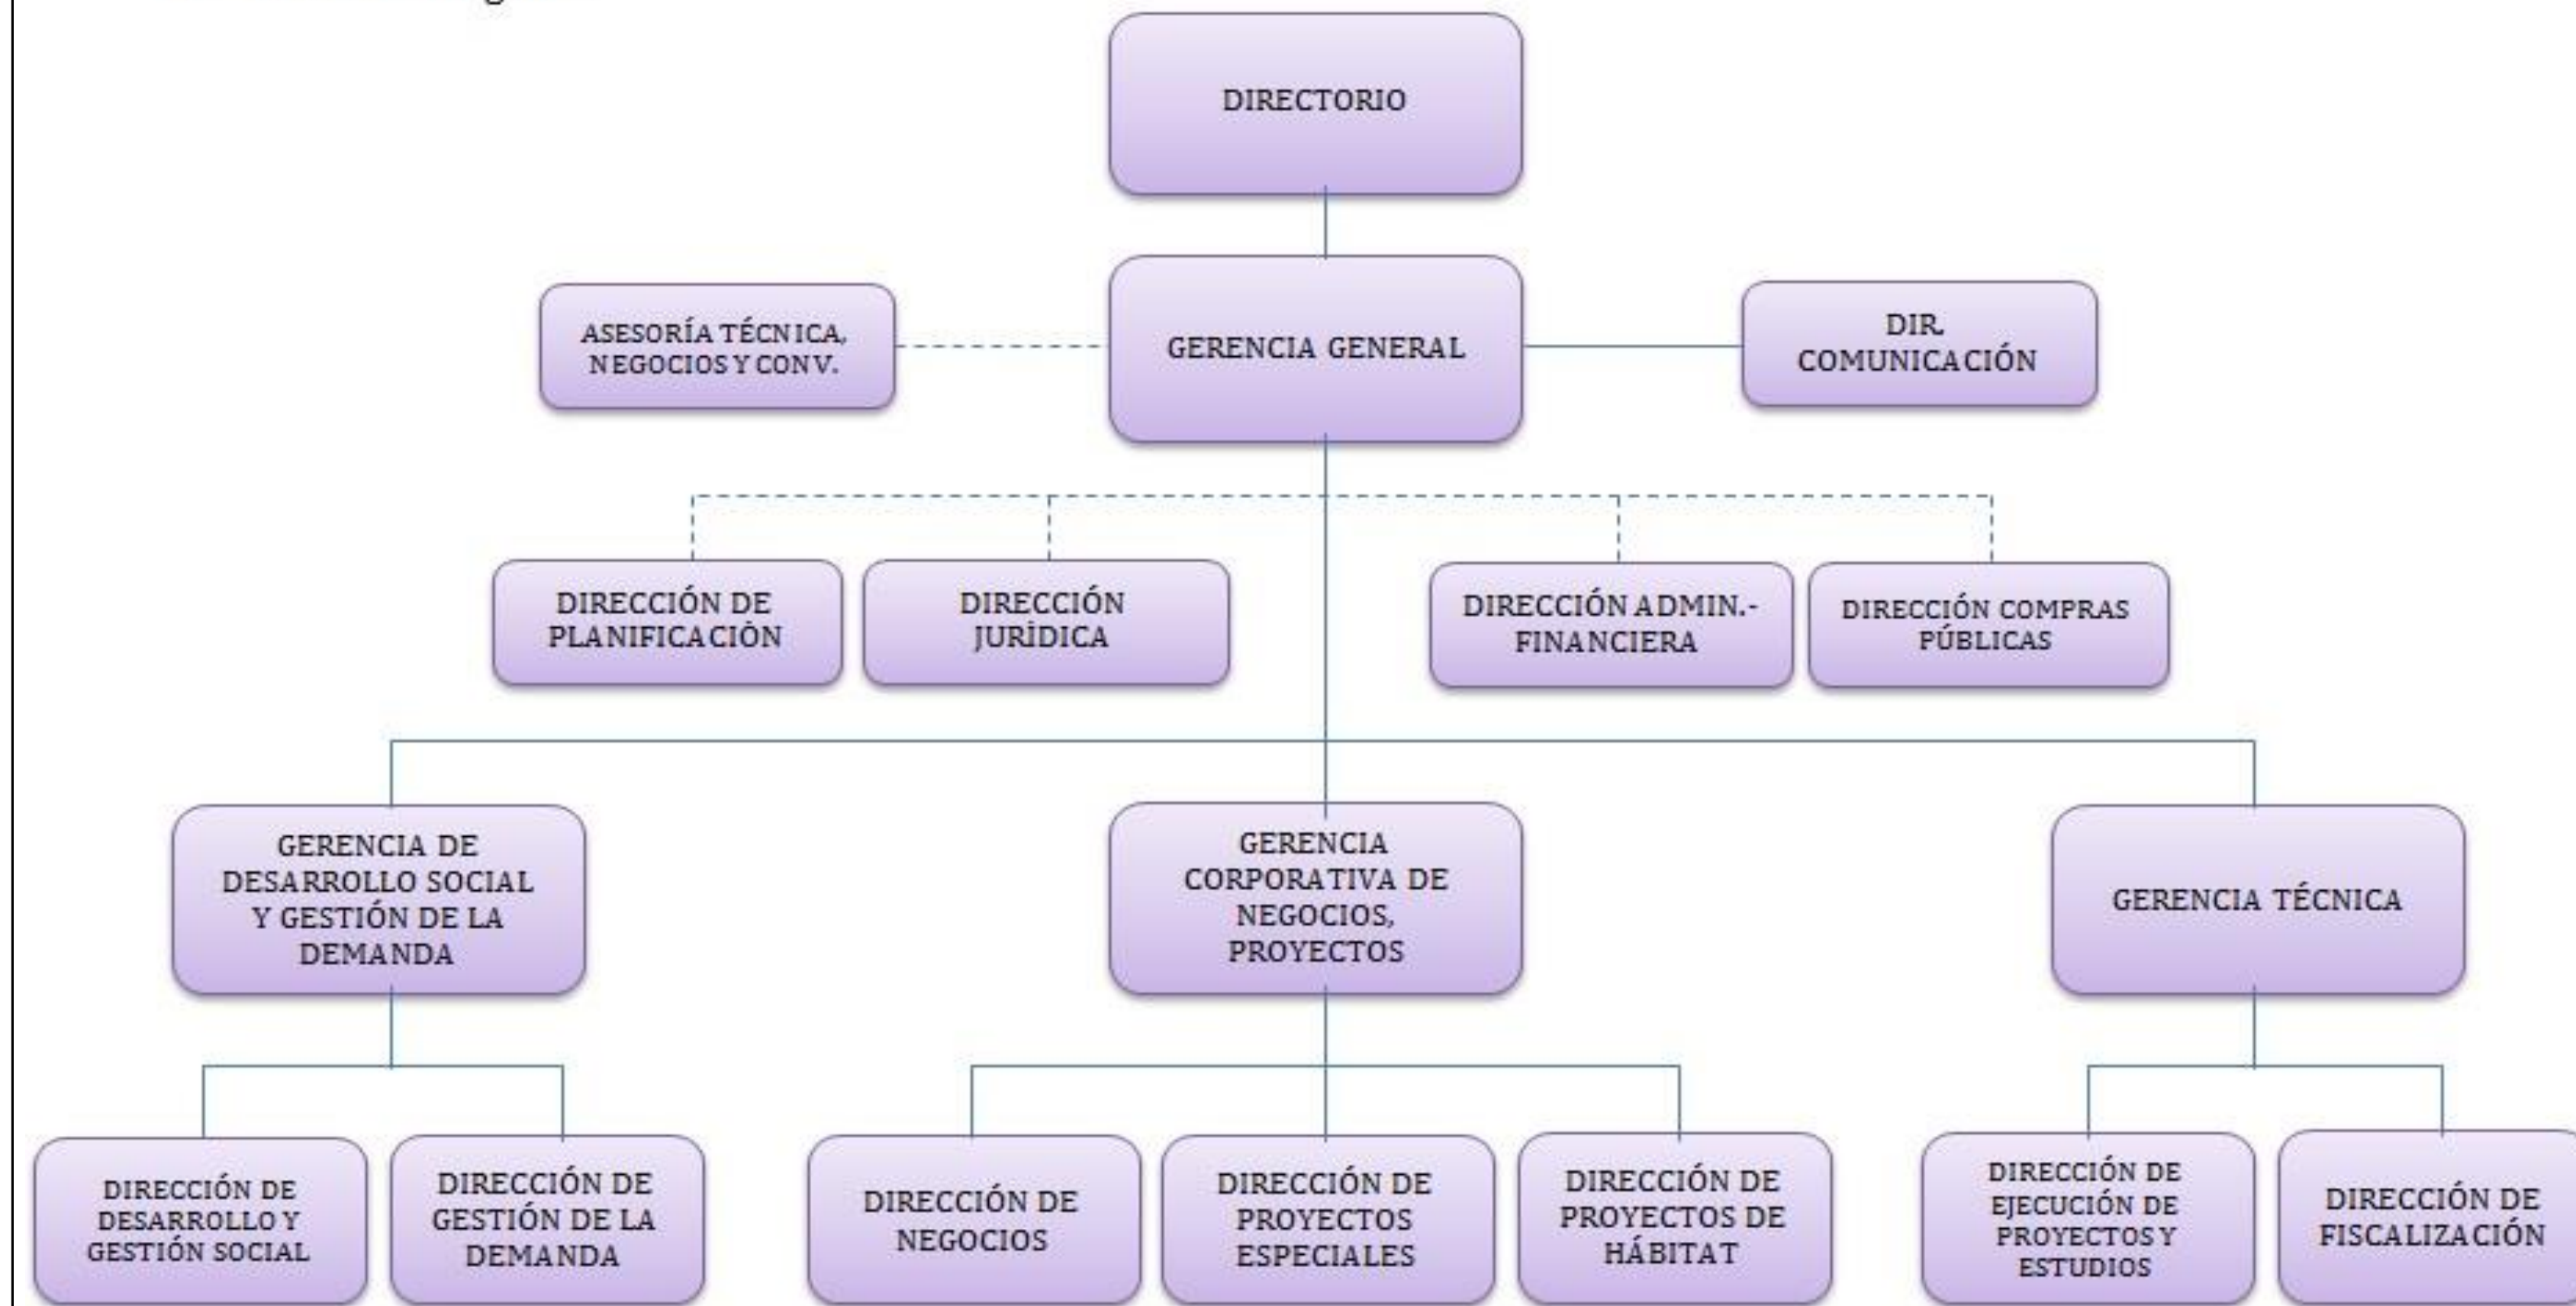 DIRECTORIO
ASESORÍA TÉCNICA,
NEGOCIOS Y CONV.
GERENCIA GENERAL
DIR.
COMUNICACIÓN
DIRECCIÓN DE
PLANIFICACIÓN
DIRECCIÓN
JURÍDICA
DIRECCIÓN ADMIN.-
FINANCIERA
DIRECCIÓN COMPRAS
PÚBLICAS
GERENCIA DE
DESARROLLO SOCIAL
Y GESTIÓN DE LA
DEMANDA
GERENCIA
CORPORATIVA DE
NEGOCIOS,
PROYECTOS
GERENCIA TÉCNICA
DIRECCIÓN DE
DESARROLLO Y
GESTIÓN SOCIAL
DIRECCIÓN DE
GESTIÓN DE LA
DEMANDA
DIRECCIÓN DE
NEGOCIOS
DIRECCIÓN DE
PROYECTOS
ESPECIALES
DIRECCIÓN DE
PROYECTOS DE
HÁBITAT
DIRECCIÓN DE
EJECUCIÓN DE
PROYECTOS Y
ESTUDIOS
DIRECCIÓN DE
FISCALIZACIÓN